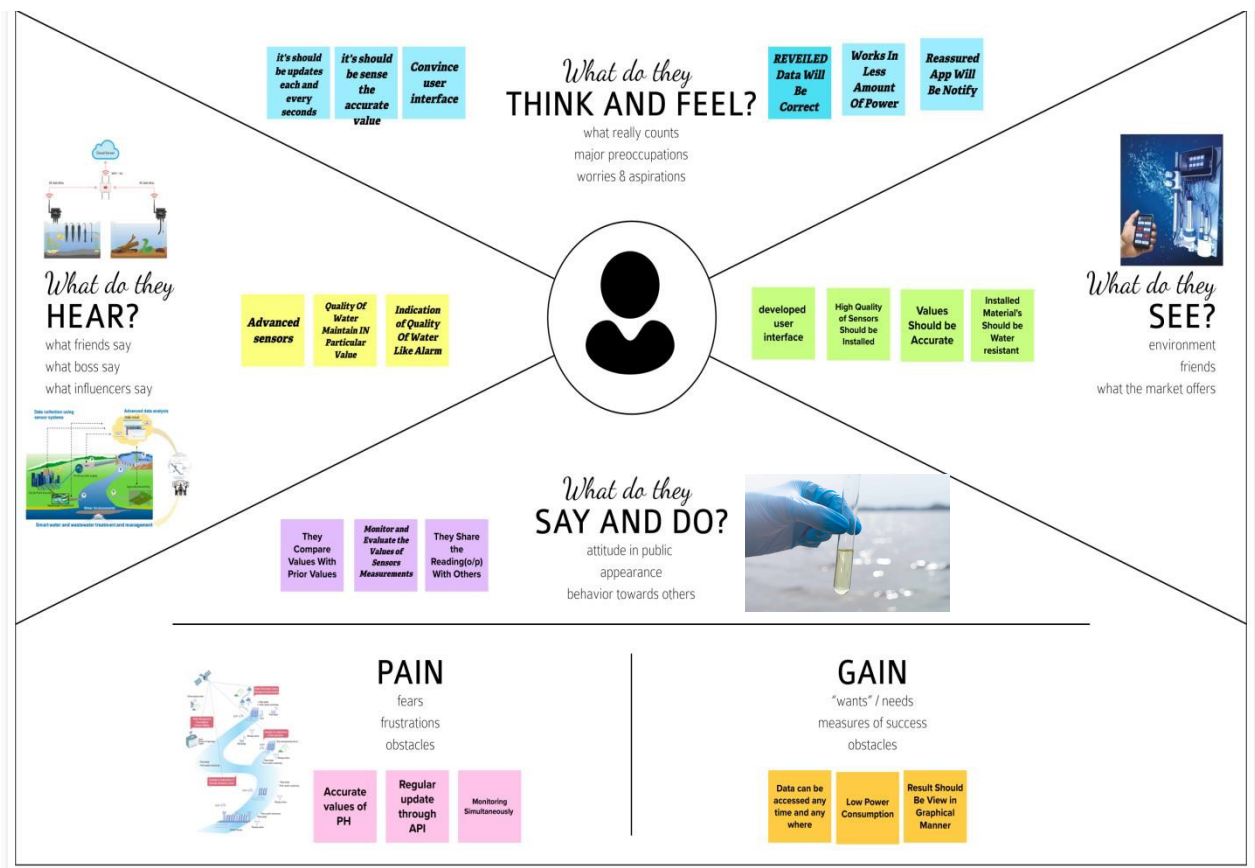 it's should
be updates
each and
every
seconds
it's should
be sense
the
accurate
value
Convince
user
interface
What do they
THINK AND FEEL?
what really counts
major preoccupations
worries & aspirations
REVEILED
Data Will
Be
Correct
Works In
Less
Amount
Of Power
Reassured
App Will
Be Notify
What do they
HEAR?
what friends say
what boss say
what influencers say
Advanced
sensors
Quality Of
Water
Maintain IN
Particular
Value
Indication
of Quality
Of Water
Like Alarm
developed
user
interface
High Quality
of Sensors
Should be
Installed
Values
Should be
Accurate
Installed
Material's
Should be
Water
resistant
What do they
SEE?
environment
friends
what the market offers
Data collection using
sensor systems
Advanced data analysis
Smart water and wastewater treatment and management
What do they
SAY AND DO?
attitude in public
appearance
behavior towards others
They
Compare
Values With
Prior Values
Monitor and
Evaluate the
Values of
Sensors
Measurements
They Share
the
Reading(o/p)
With Others
PAIN
fears
frustrations
obstacles
Accurate
values of
PH
Regular
update
through
API
Monitoring
Simultaneously
GAIN
"wants" / needs
measures of success
obstacles
Data can be
accessed any
time and any
where
Low Power
Consumption
Result Should
Be View in
Graphical
Manner